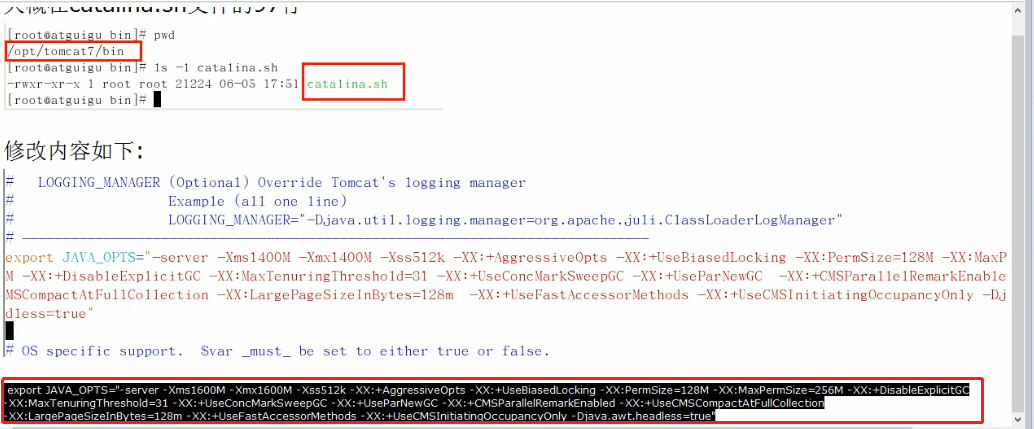 大概在catalina.sh文件的97行
[root@atguigu bin]# pwd
/opt/tomcat7/bin
[root@atguigu bin]# ls -l catalina.sh
-rwxr-xr-x 1 root root 21224 06-05 17:51 catalina.sh
[root@atguigu bin]#
修改内容如下:
#   LOGGING_MANAGER (Optional) Override Tomcat's logging manager
#                   Example (all one line)
#                   LOGGING_MANAGER="-Djava.util.logging.manager=org.apache.juli.ClassLoaderLogManager"
# -----------------------------------------------------------------------------
export JAVA_OPTS="-server -Xms1400M -Xmx1400M -Xss512k -XX:+AggressiveOpts -XX:+UseBiasedLocking -XX:PermSize=128M -XX:MaxP
M -XX:+DisableExplicitGC -XX:MaxTenuringThreshold=31 -XX:+UseConcMarkSweepGC -XX:+UseParNewGC  -XX:+CMSParallelRemarkEnable
MSCompactAtFullCollection -XX:LargePageSizeInBytes=128m  -XX:+UseFastAccessorMethods -XX:+UseCMSInitiatingOccupancyOnly -Dj
dless=true"
# OS specific support.  $var _must_ be set to either true or false.
export JAVA_OPTS="-server -Xms1600M -Xmx1600M -Xss512k -XX:+AggressiveOpts -XX:+UseBiasedLocking -XX:PermSize=128M -XX:MaxPermSize=256M -XX:+DisableExplicitGC
-XX:MaxTenuringThreshold=31 -XX:+UseConcMarkSweepGC -XX:+UseParNewGC -XX:+CMSParallelRemarkEnabled -XX:+UseCMSCompactAtFullCollection
-XX:LargePageSizeInBytes=128m -XX:+UseFastAccessorMethods -XX:+UseCMSInitiatingOccupancyOnly -Djava.awt.headless=true"